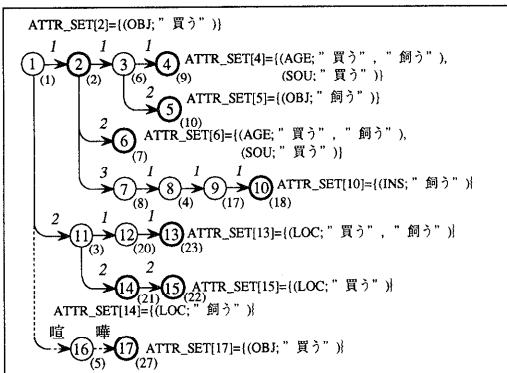 ATTR_SET[2]={(OBJ;"買う")}
1 1 1
1 2 3 4 ATTR_SET[4]={(AGE;"買う","飼う"),
(1) (2) (6) (9) (SOU;"買う")}
2 5 ATTR_SET[5]={(OBJ;"飼う")}
(10)
2 6 ATTR_SET[6]={(AGE;"買う","飼う"),
(7) (SOU;"買う")}
3 1 1 1
7 8 9 10 ATTR_SET[10]={(INS;"飼う")}
(8) (4) (17) (18)
2 1 1
11 12 13 ATTR_SET[13]={(LOC;"買う","飼う")}
(3) (20) (23)
2 2
14 15 ATTR_SET[15]={(LOC;"買う")}
(21) (22)
ATTR_SET[14]={(LOC;"飼う")}
喧 嘩
16 17 ATTR_SET[17]={(OBJ;"買う")}
(5) (27)